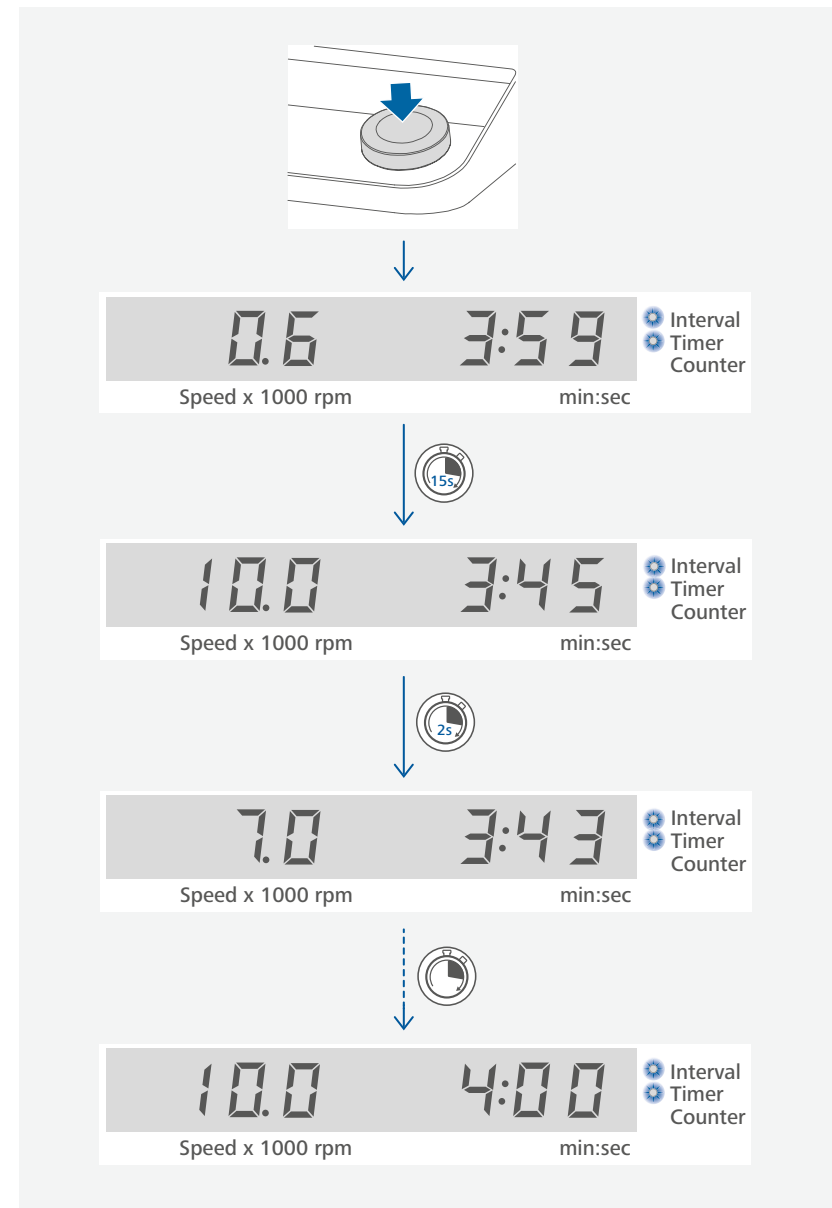 0.6 3:59
Interval
Timer
Counter
Speed x 1000 rpm min:sec
15s
10.0 3:45
Interval
Timer
Counter
Speed x 1000 rpm min:sec
2s
7.0 3:43
Interval
Timer
Counter
Speed x 1000 rpm min:sec
10.0 4:00
Interval
Timer
Counter
Speed x 1000 rpm min:sec